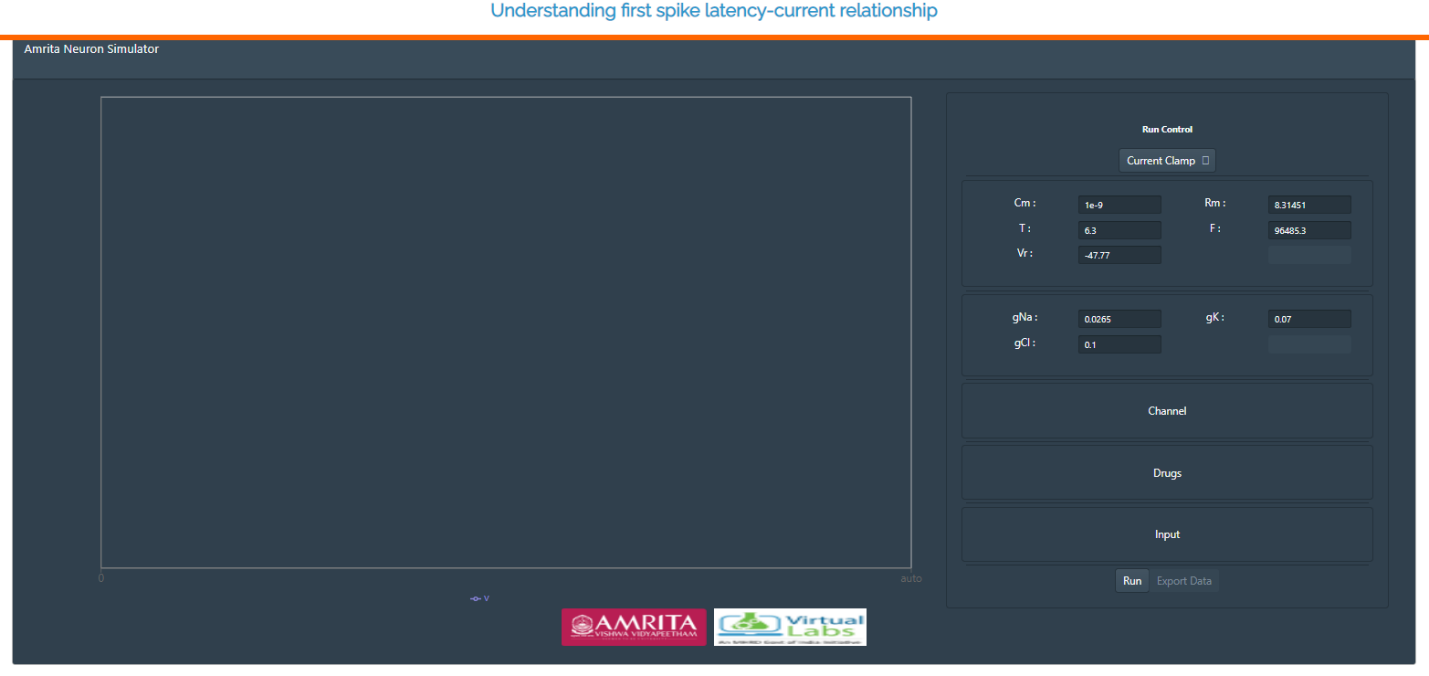 Understanding first spike latency-current relationship
Amrita Neuron Simulator
Run Control
Current Clamp
Cm : 1e-9 Rm : 8.31451
T : 6.3 F : 96485.3
Vr : -47.77
gNa : 0.0265 gK : 0.07
gCl : 0.1
Channel
Drugs
Input
Run Export Data
0 auto
V
AMRITA
VISHWA VIDYAPEETHAM
Virtual
Labs
An MHRD Govt of India Initiative